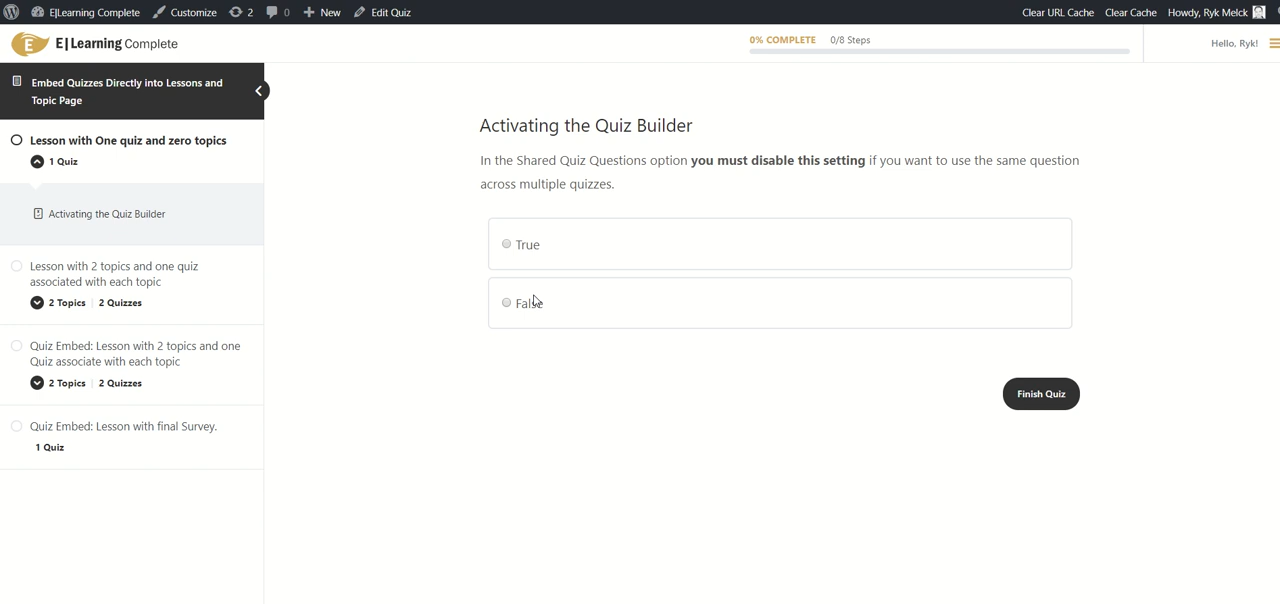 E|Learning Complete
Customize
2
0
New
Edit Quiz
Clear URL Cache
Clear Cache
Howdy, Ryk Melck
E
E|Learning Complete
0% COMPLETE
0/8 Steps
Hello, Ryk!
Embed Quizzes Directly into Lessons and
Topic Page
Lesson with One quiz and zero topics
1 Quiz
Activating the Quiz Builder
Lesson with 2 topics and one quiz
associated with each topic
2 Topics | 2 Quizzes
Quiz Embed: Lesson with 2 topics and one
Quiz associate with each topic
2 Topics | 2 Quizzes
Quiz Embed: Lesson with final Survey.
1 Quiz
Activating the Quiz Builder
In the Shared Quiz Questions option you must disable this setting if you want to use the same question
across multiple quizzes.
True
False
Finish Quiz